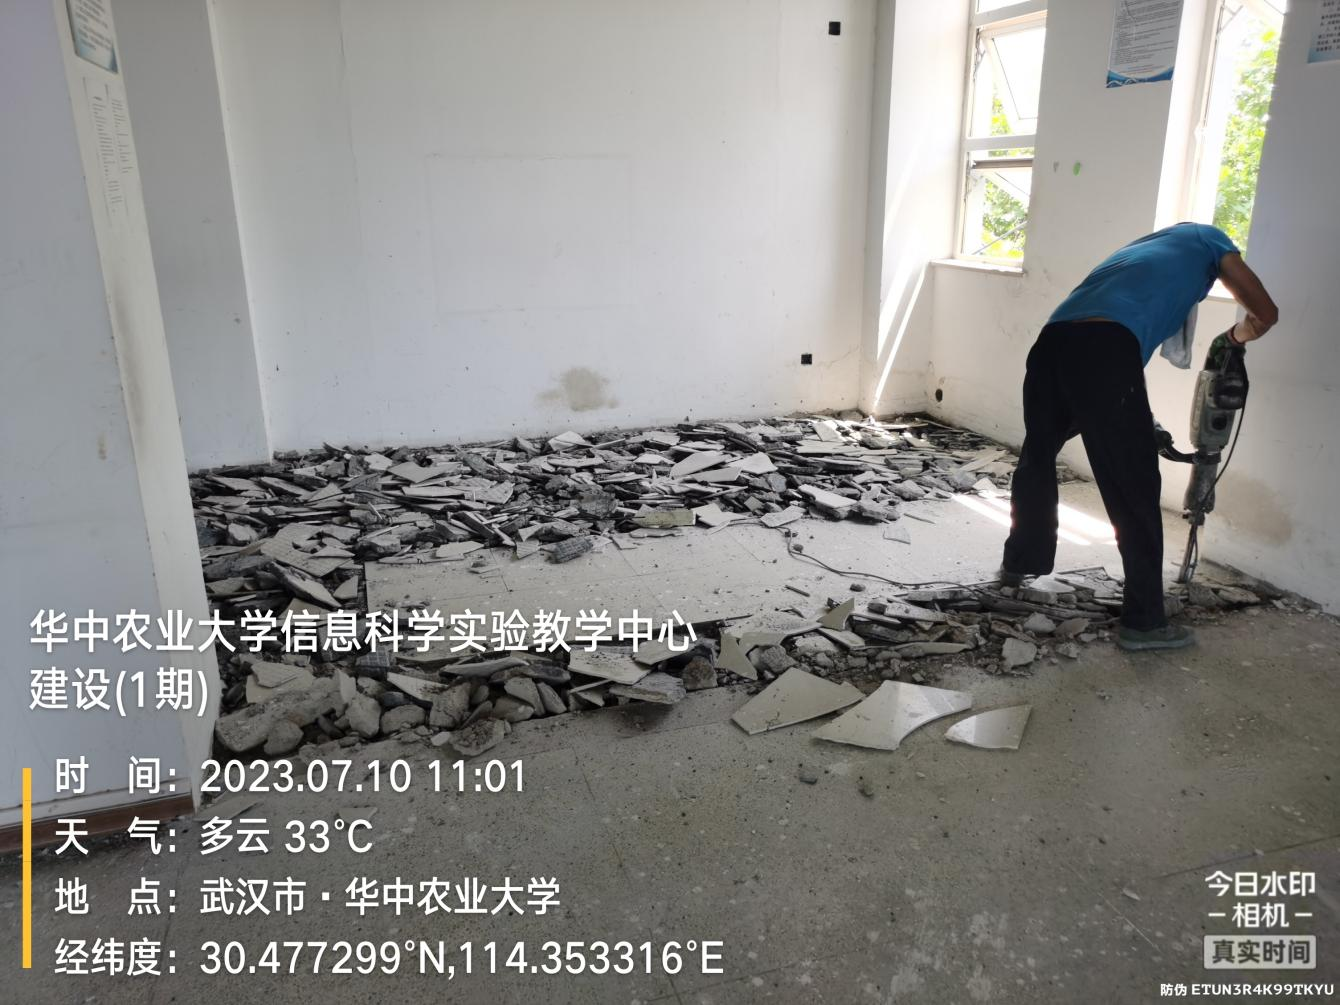 华中农业大学信息科学实验教学中心
建设(1期)
时 间：2023.07.10 11:01
天 气：多云 33°C
地 点：武汉市·华中农业大学
经纬度：30.477299°N,114.353316°E
今日水印
-相机-
真实时间
防伪 ETUN3R4K99TKYU